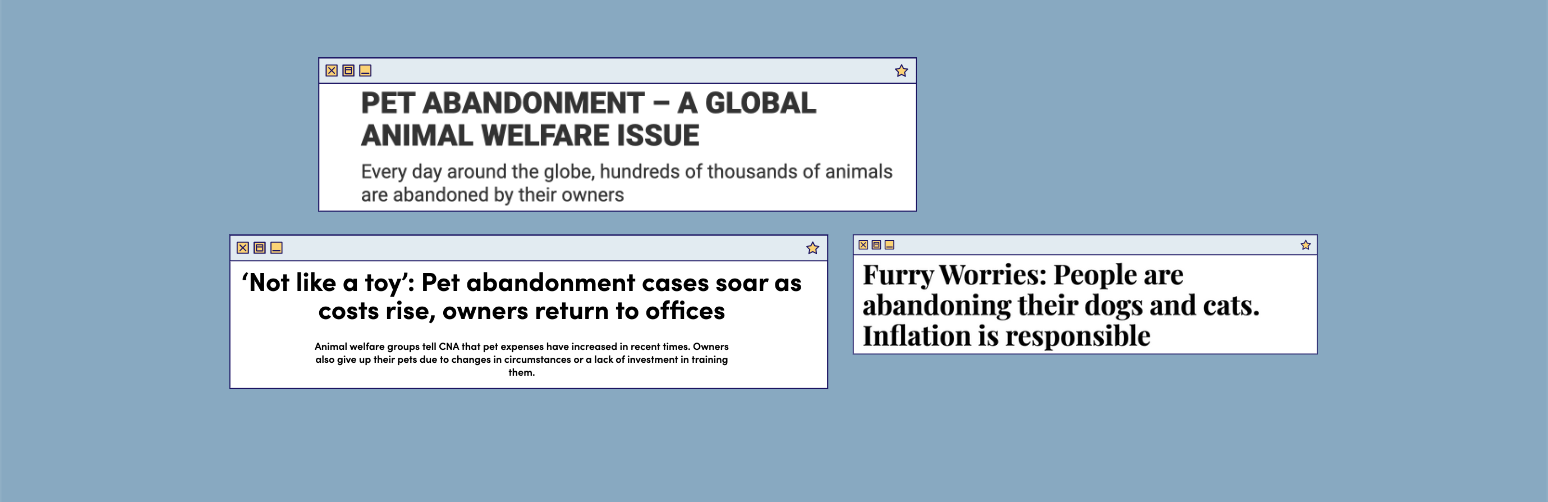 PET ABANDONMENT – A GLOBAL
ANIMAL WELFARE ISSUE
Every day around the globe, hundreds of thousands of animals
are abandoned by their owners
‘Not like a toy’: Pet abandonment cases soar as
costs rise, owners return to offices
Animal welfare groups tell CNA that pet expenses have increased in recent times. Owners
also give up their pets due to changes in circumstances or a lack of investment in training
them.
Furry Worries: People are
abandoning their dogs and cats.
Inflation is responsible